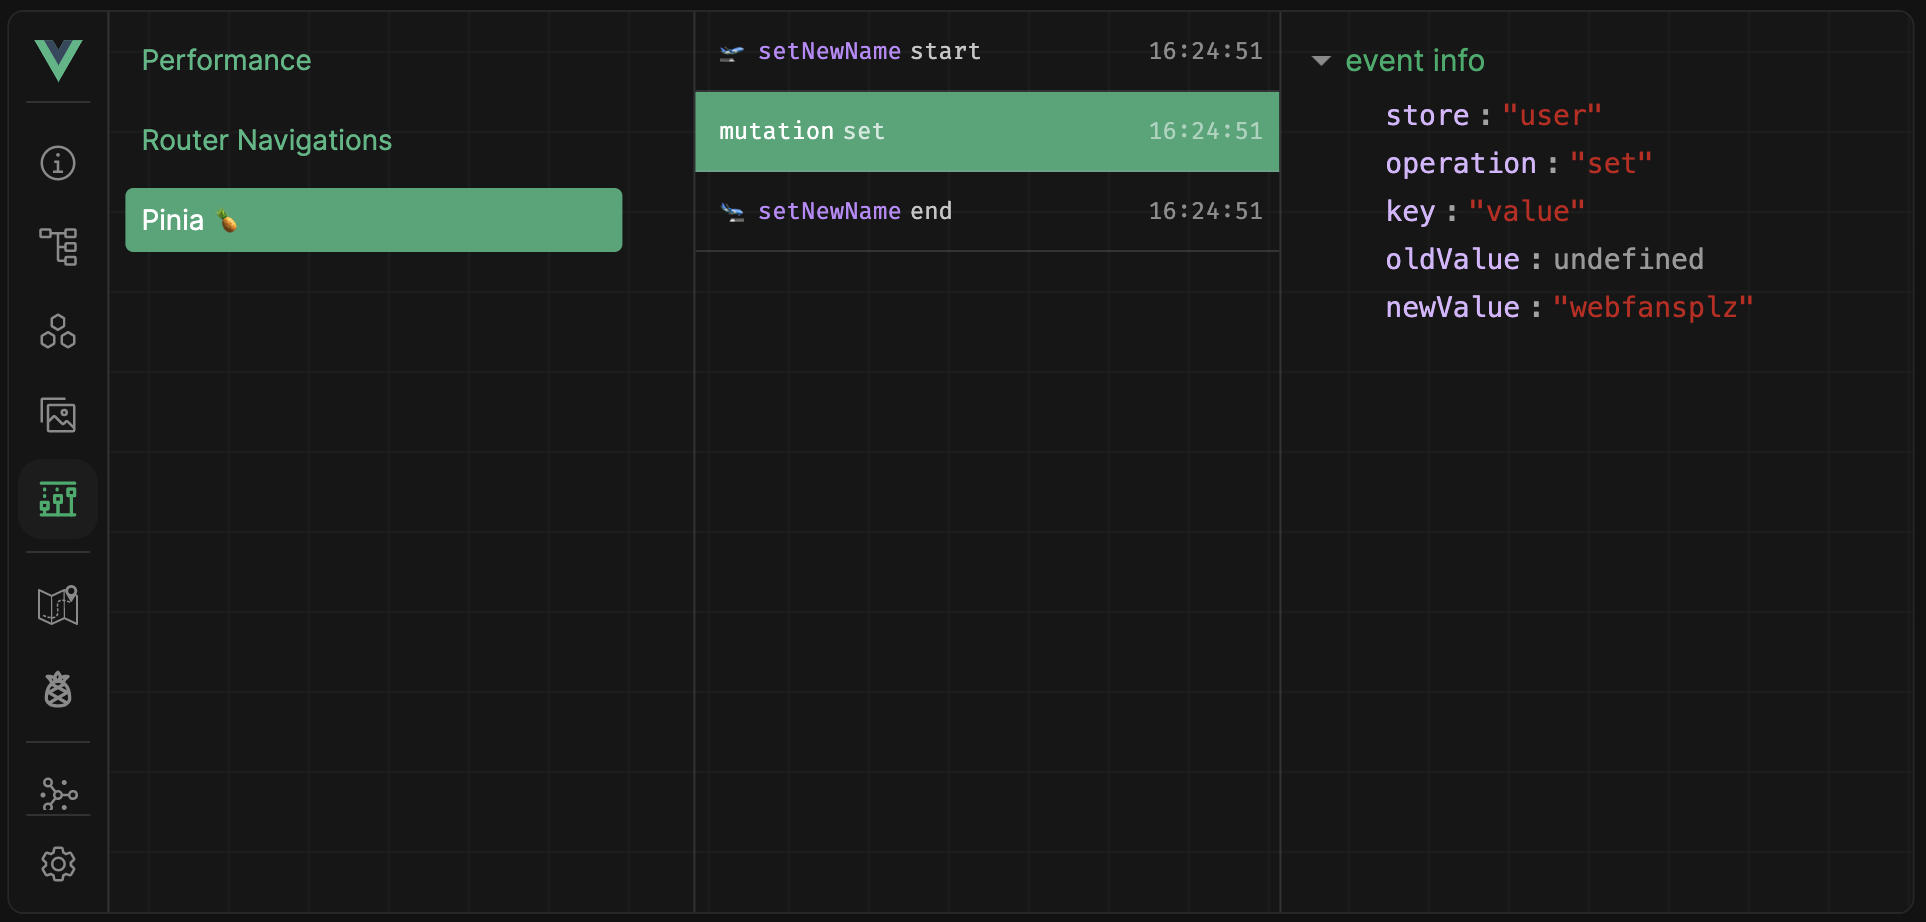 Performance
Router Navigations
Pinia 🍍
🛫 setNewName start 16:24:51
mutation set 16:24:51
🛬 setNewName end 16:24:51
event info
store : "user"
operation : "set"
key : "value"
oldValue : undefined
newValue : "webfansplz"